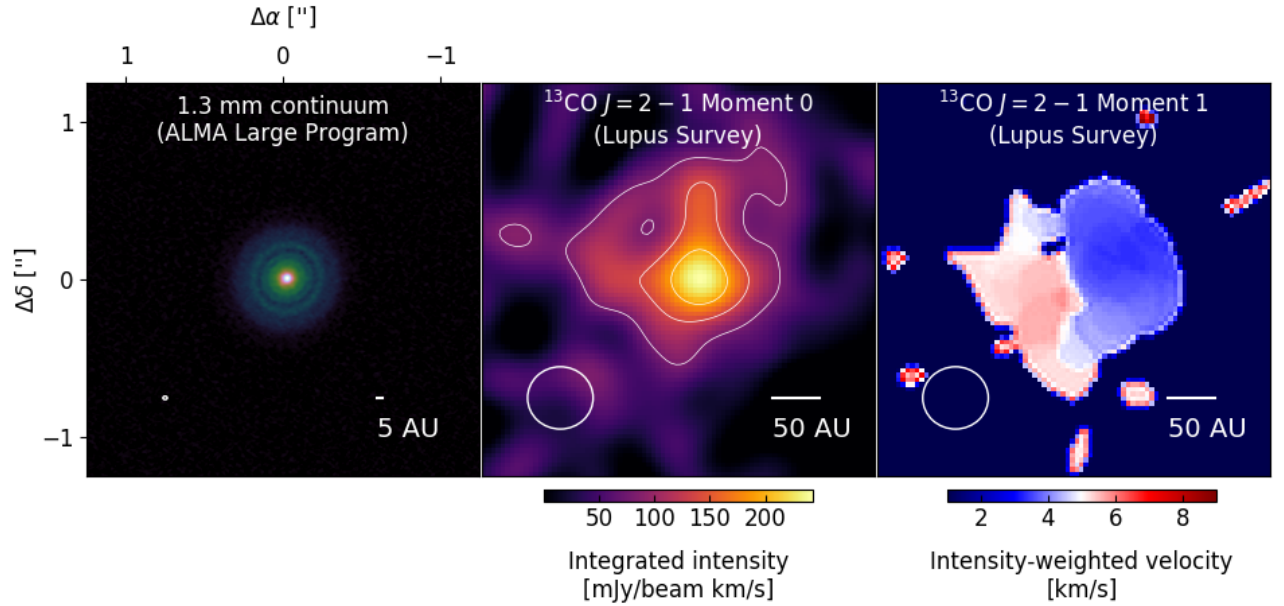 Δα ["]
1 0 −1
1.3 mm continuum
(ALMA Large Program)
¹³CO J = 2 − 1 Moment 0
(Lupus Survey)
¹³CO J = 2 − 1 Moment 1
(Lupus Survey)
Δδ ["]
1
0
−1
5 AU
50 AU
50 AU
50 100 150 200
2 4 6 8
Integrated intensity
[mJy/beam km/s]
Intensity-weighted velocity
[km/s]